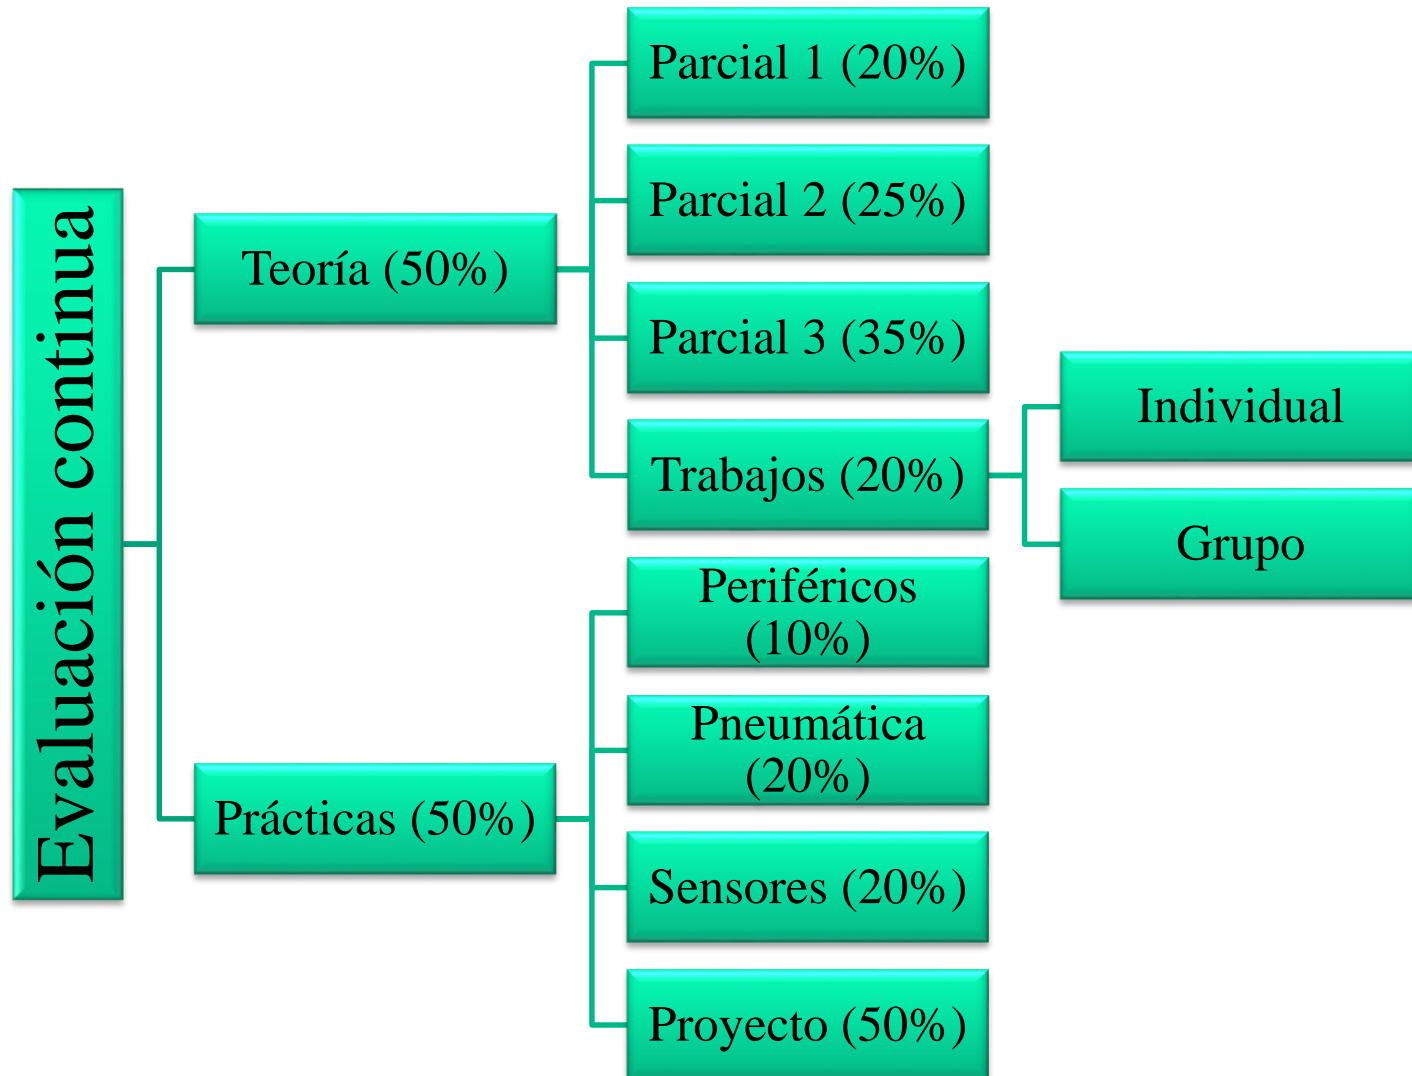 Evaluación continua
Teoría (50%)
Parcial 1 (20%)
Parcial 2 (25%)
Parcial 3 (35%)
Trabajos (20%)
Individual
Grupo
Prácticas (50%)
Periféricos
(10%)
Pneumática
(20%)
Sensores (20%)
Proyecto (50%)